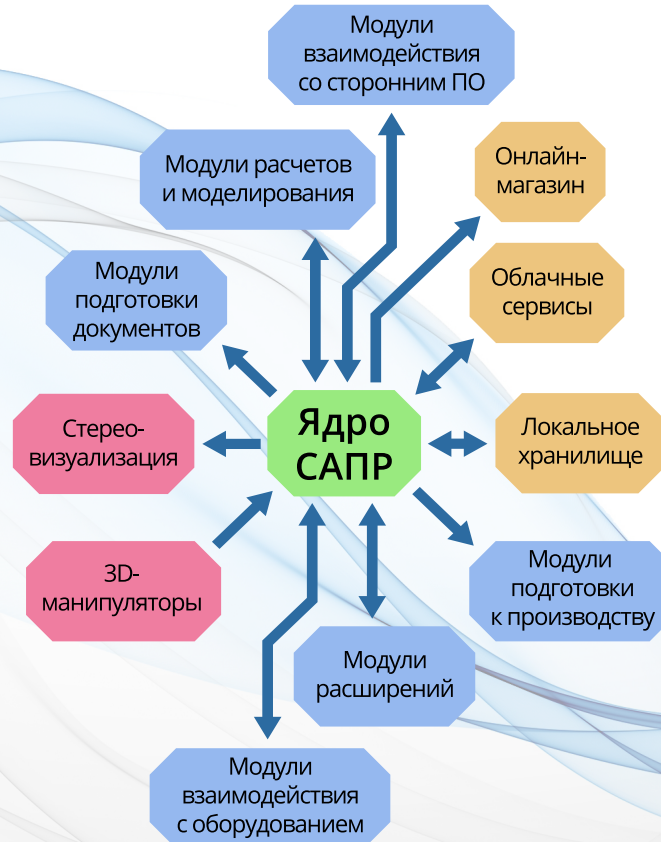 Модули
взаимодействия
со сторонним ПО
Онлайн-
магазин
Модули расчетов
и моделирования
Облачные
сервисы
Модули
подготовки
документов
Ядро
САПР
Стерео-
визуализация
Локальное
хранилище
3D-
манипуляторы
Модули
подготовки
к производству
Модули
расширений
Модули
взаимодействия
с оборудованием